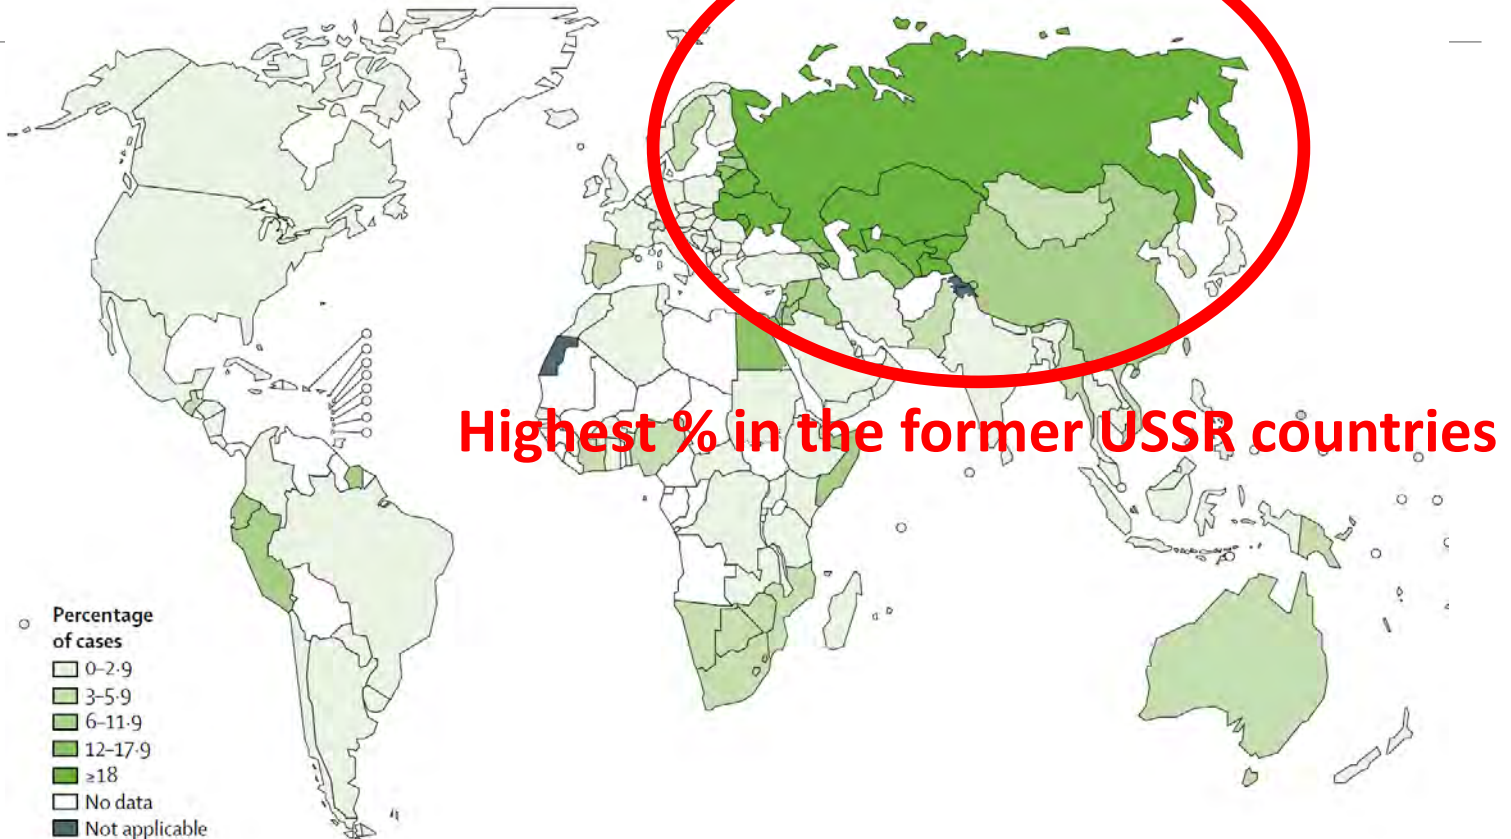 Highest % in the former USSR countries
Percentage
of cases
0–2·9
3–5·9
6–11·9
12–17·9
≥18
No data
Not applicable